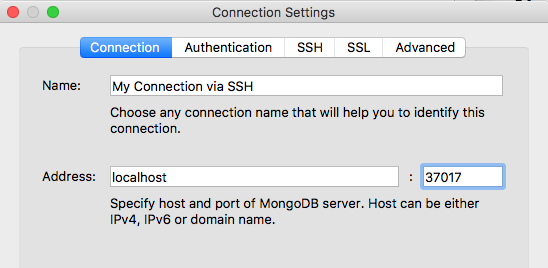 Connection Settings
Connection Authentication SSH SSL Advanced
Name: My Connection via SSH
Choose any connection name that will help you to identify this
connection.
Address: localhost : 37017
Specify host and port of MongoDB server. Host can be either
IPv4, IPv6 or domain name.